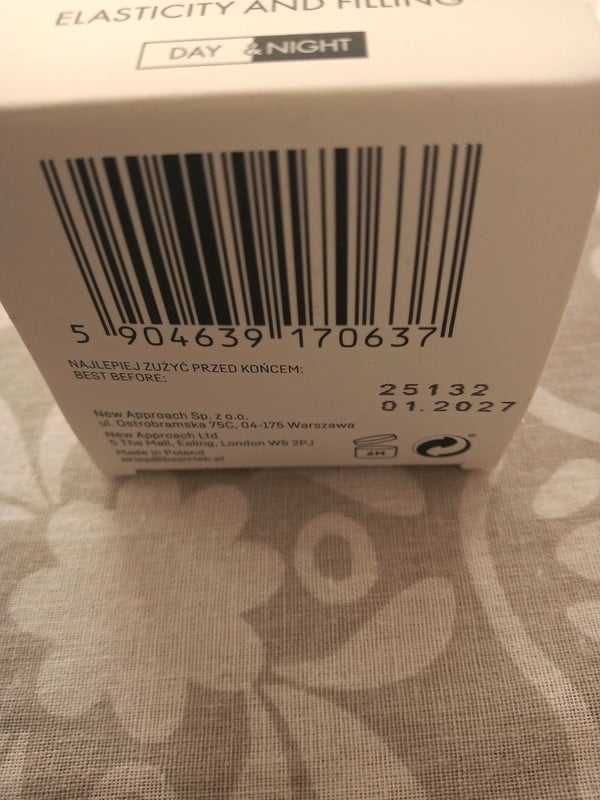 ELASTICITY AND FILLING
DAY & NIGHT
5 904639 170637
NAJLEPIEJ ZUŻYĆ PRZED KOŃCEM:
BEST BEFORE:
25132
01.2027
New Approach Sp. z o.o.
ul. Ostrobramska 75C, 04-175 Warszawa
New Approach Ltd
5 The Mall, Ealing, London W5 2PJ
Made in Poland
6M